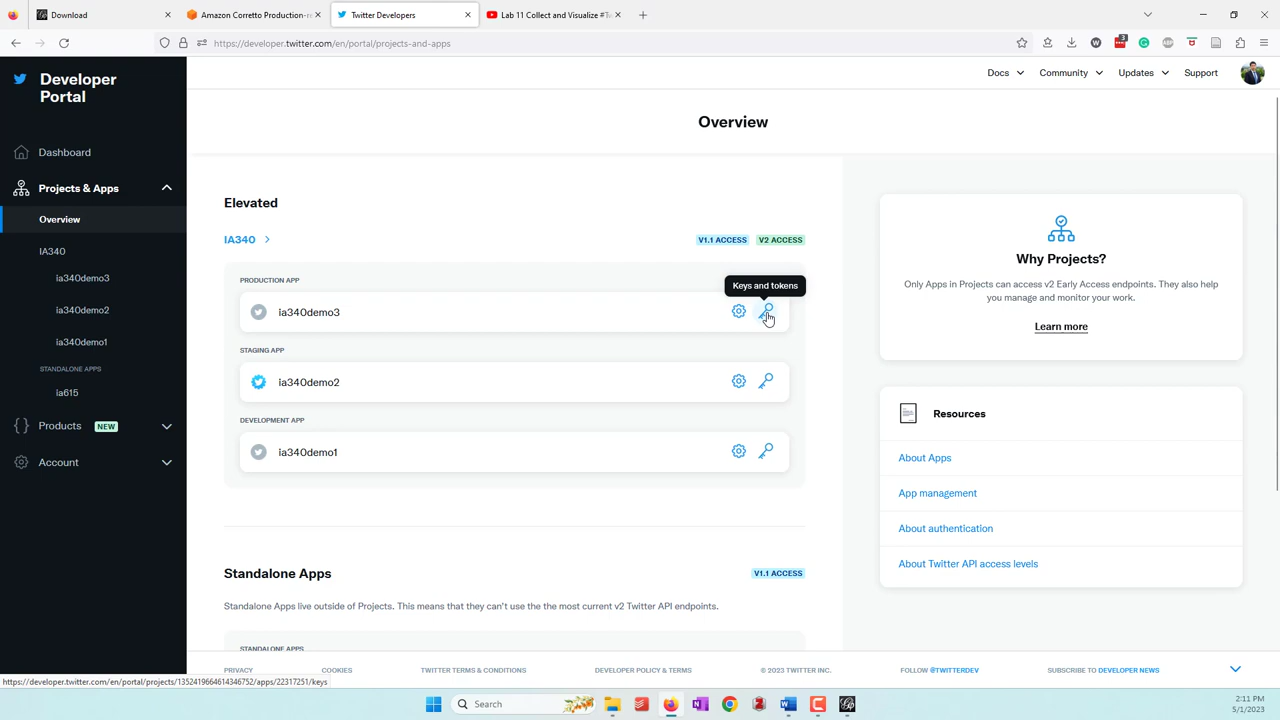 Download
Amazon Corretto Production-re
Twitter Developers
Lab 11 Collect and Visualize #Tw
https://developer.twitter.com/en/portal/projects-and-apps
3
Developer
Portal
Docs
Community
Updates
Support
Overview
Dashboard
Projects & Apps
Overview
IA340
ia340demo3
ia340demo2
ia340demo1
STANDALONE APPS
ia615
Products NEW
Account
Elevated
IA340
V1.1 ACCESS
V2 ACCESS
PRODUCTION APP
Keys and tokens
ia340demo3
STAGING APP
ia340demo2
DEVELOPMENT APP
ia340demo1
Standalone Apps
V1.1 ACCESS
Standalone Apps live outside of Projects. This means that they can't use the the most current v2 Twitter API endpoints.
STANDALONE APPS
Why Projects?
Only Apps in Projects can access v2 Early Access endpoints. They also help
you manage and monitor your work.
Learn more
Resources
About Apps
App management
About authentication
About Twitter API access levels
PRIVACY
COOKIES
TWITTER TERMS & CONDITIONS
DEVELOPER POLICY & TERMS
© 2023 TWITTER INC.
FOLLOW @TWITTERDEV
SUBSCRIBE TO DEVELOPER NEWS
https://developer.twitter.com/en/portal/projects/1352419664614346752/apps/22317251/keys
Search
2:11 PM
5/1/2023